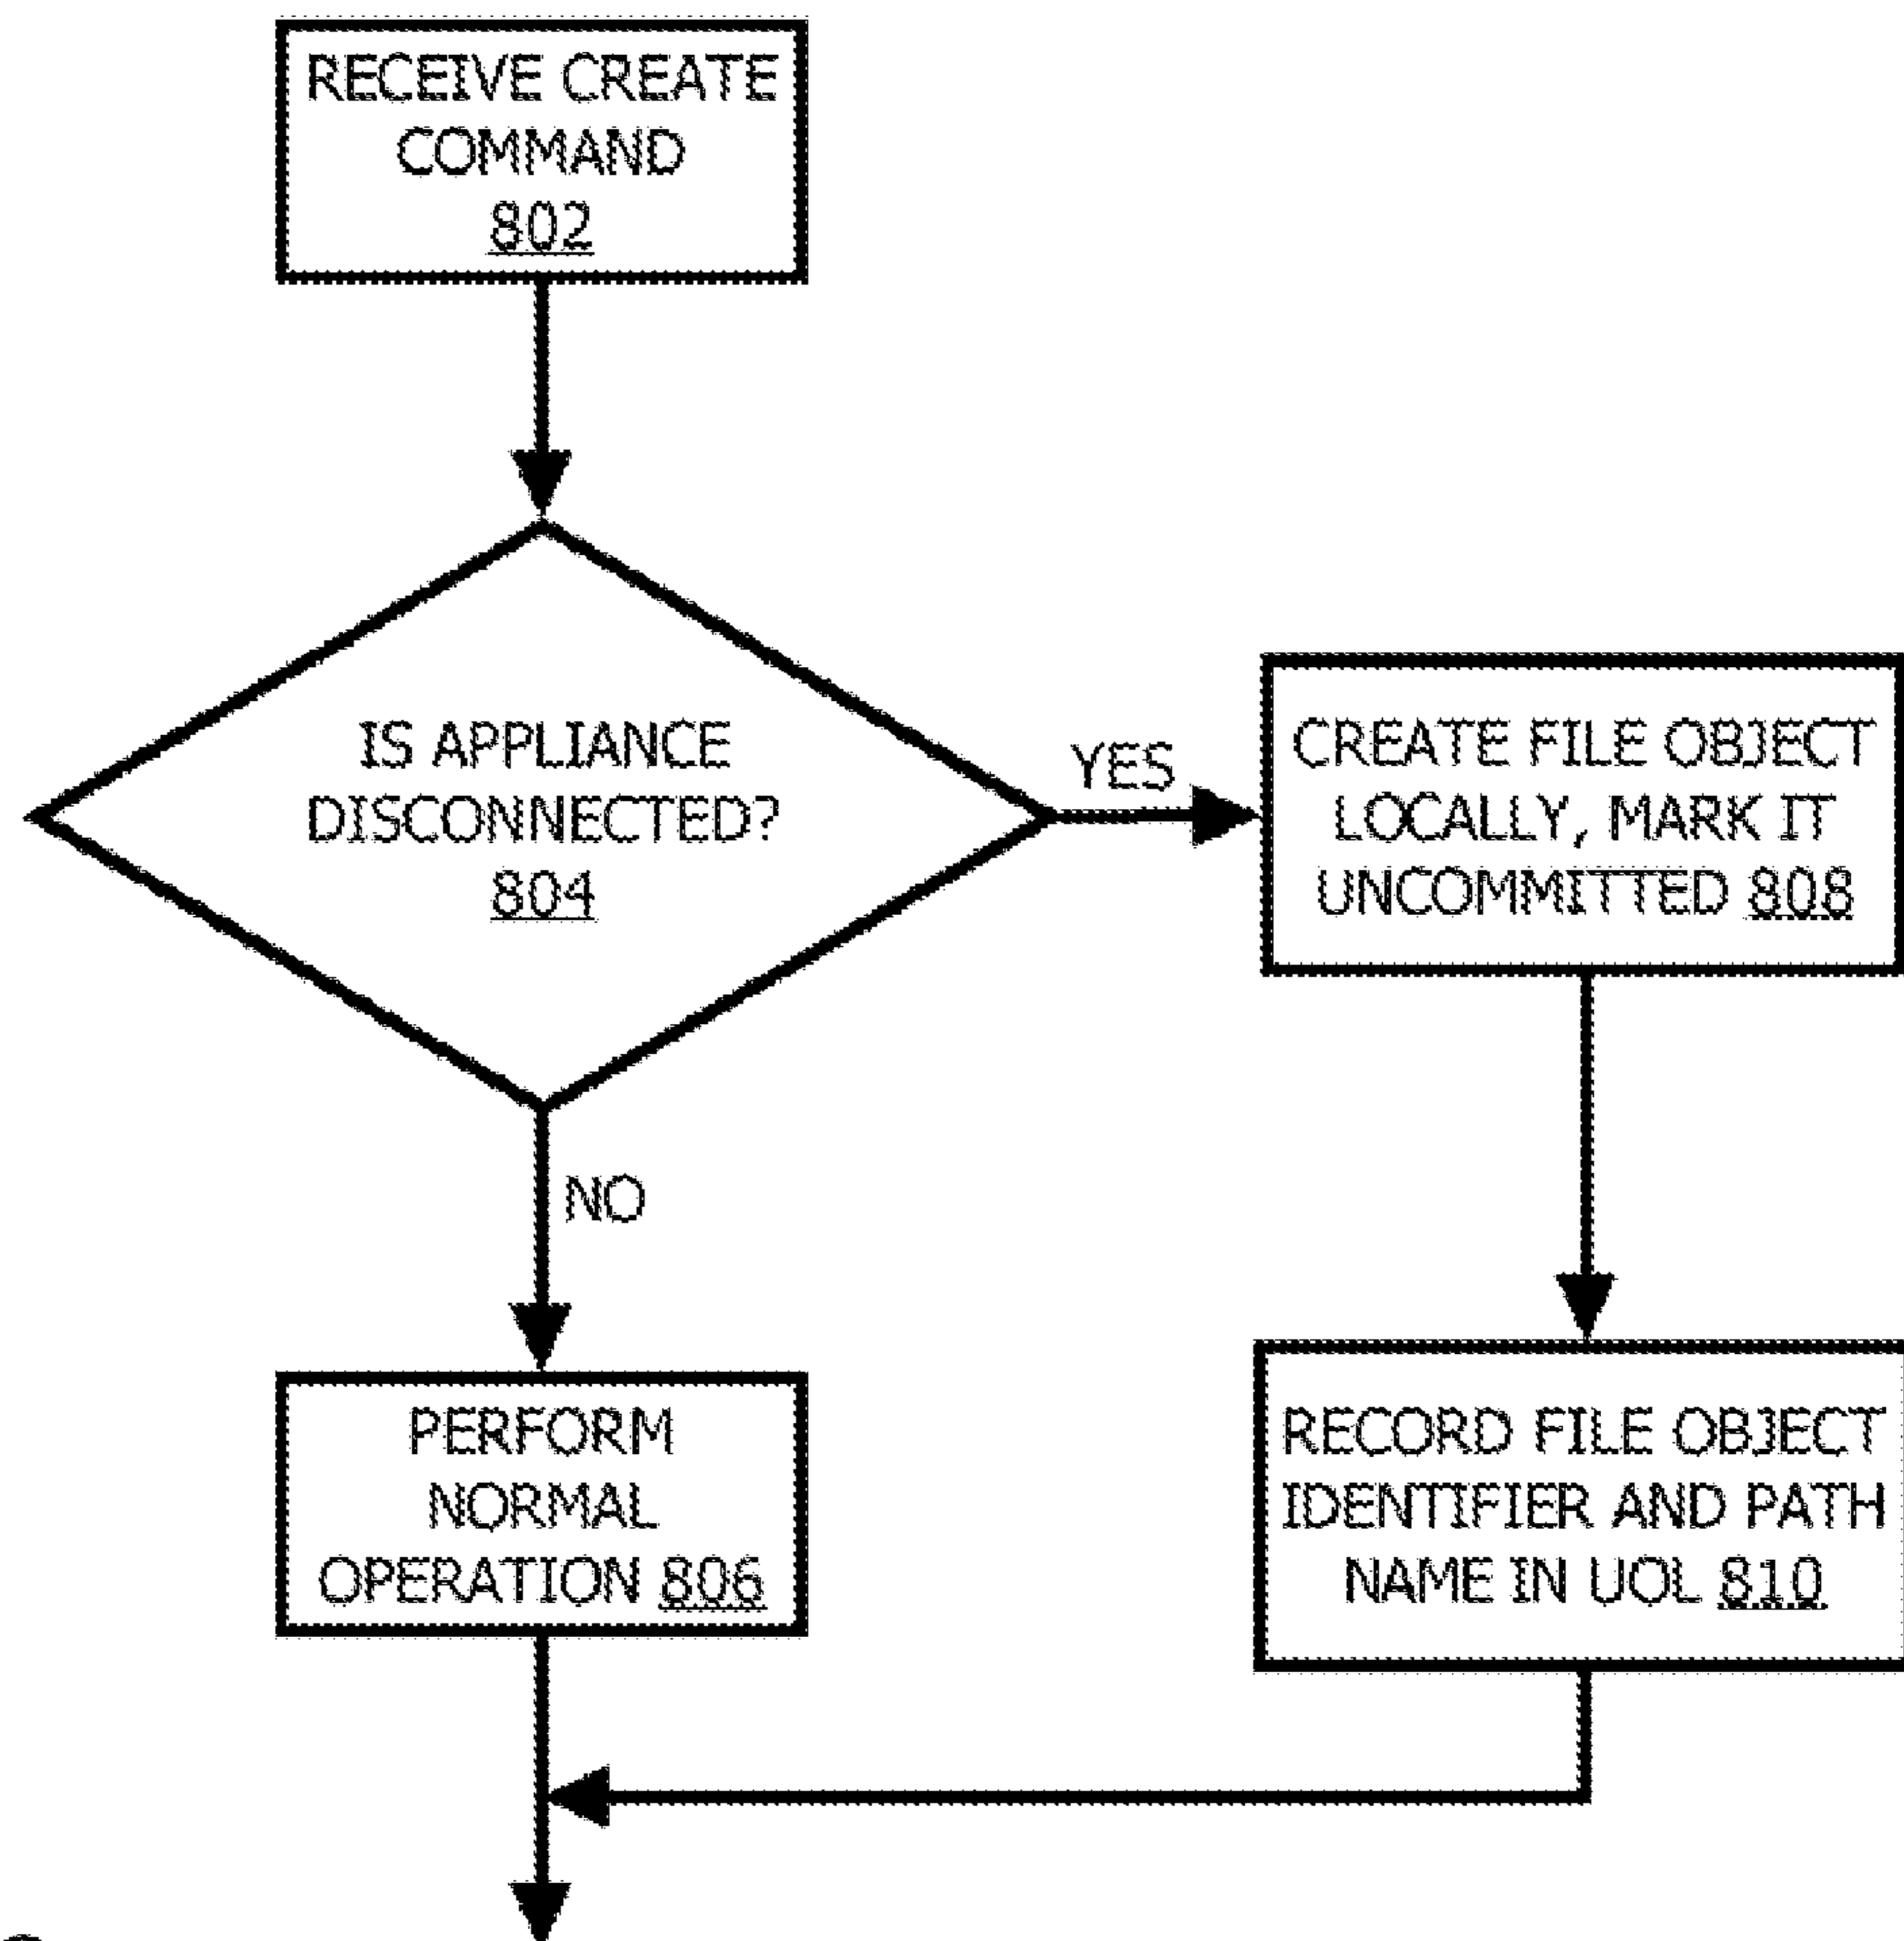 RECEIVE CREATE
COMMAND
802
IS APPLIANCE
DISCONNECTED?
804
YES
CREATE FILE OBJECT
LOCALLY, MARK IT
UNCOMMITTED 808
NO
PERFORM
NORMAL
OPERATION 806
RECORD FILE OBJECT
IDENTIFIER AND PATH
NAME IN UOL 810